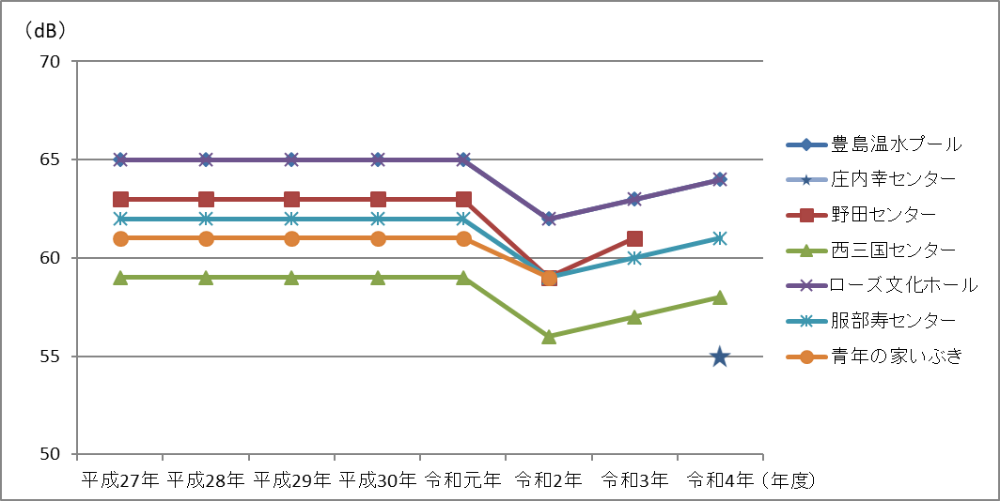 （dB）
70
65
60
55
50
平成27年 平成28年 平成29年 平成30年 令和元年 令和2年 令和3年 令和4年 （年度）
豊島温水プール
庄内幸センター
野田センター
西三国センター
ローズ文化ホール
服部寿センター
青年の家いぶき